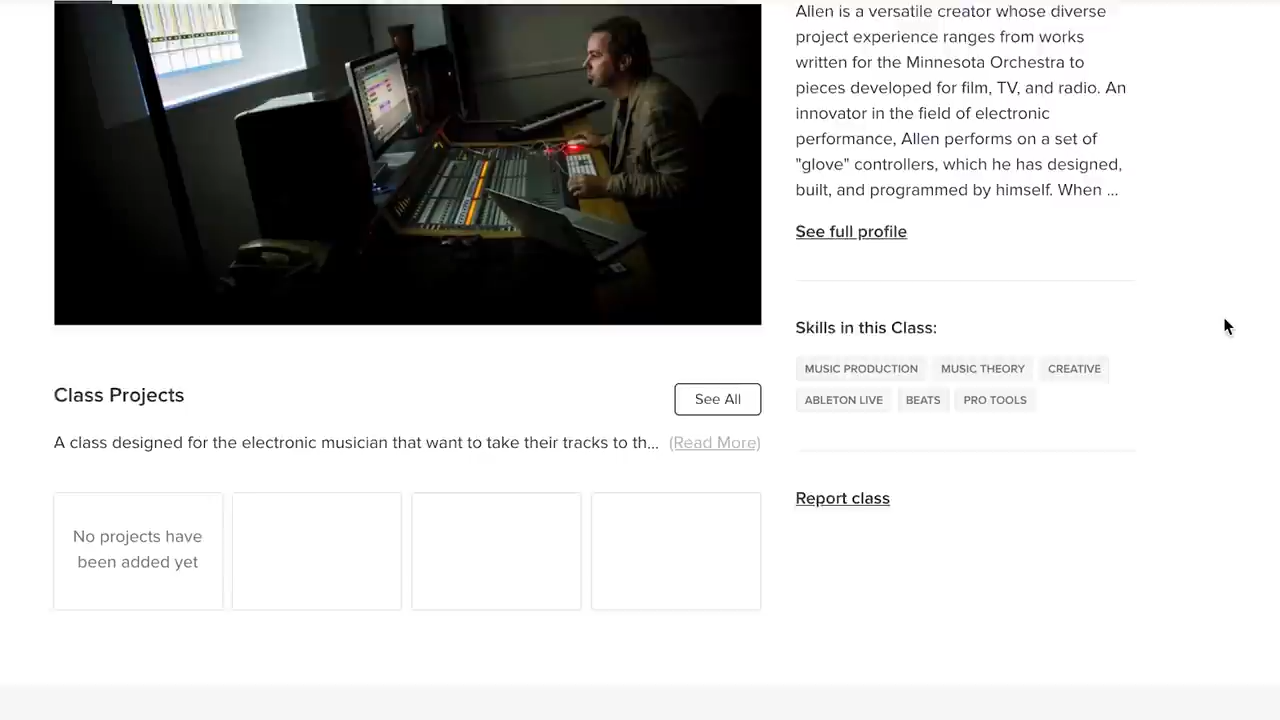 Allen is a versatile creator whose diverse
project experience ranges from works
written for the Minnesota Orchestra to
pieces developed for film, TV, and radio. An
innovator in the field of electronic
performance, Allen performs on a set of
"glove" controllers, which he has designed,
built, and programmed by himself. When ...
See full profile
Skills in this Class:
MUSIC PRODUCTION MUSIC THEORY CREATIVE
ABLETON LIVE BEATS PRO TOOLS
Report class
Class Projects
See All
A class designed for the electronic musician that want to take their tracks to th... (Read More)
No projects have
been added yet